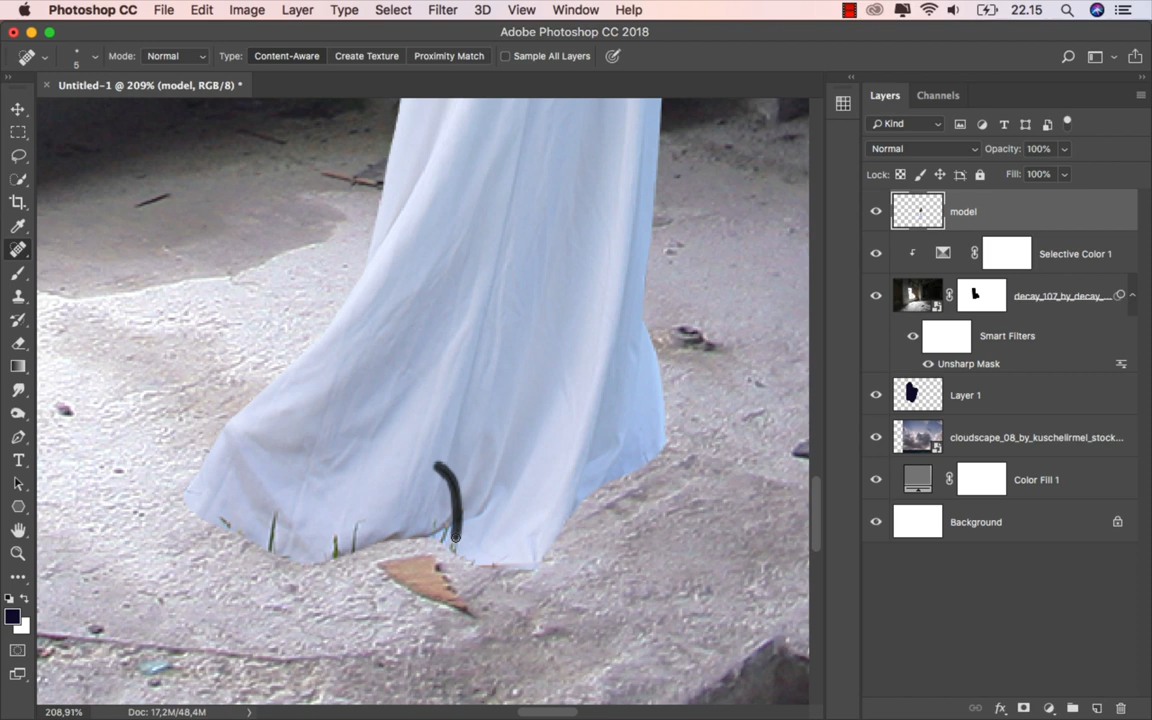 Photoshop CC File Edit Image Layer Type Select Filter 3D View Window Help 22.15
Adobe Photoshop CC 2018
5 Mode: Normal Type: Content-Aware Create Texture Proximity Match Sample All Layers
Untitled-1 @ 209% (model, RGB/8) *
Layers Channels
Kind
Normal Opacity: 100%
Lock: Fill: 100%
model
Selective Color 1
decay_107_by_decay_...
Smart Filters
Unsharp Mask
Layer 1
cloudscape_08_by_kuschelirmel_stock...
Color Fill 1
Background
208,91% Doc: 17,2M/48,4M